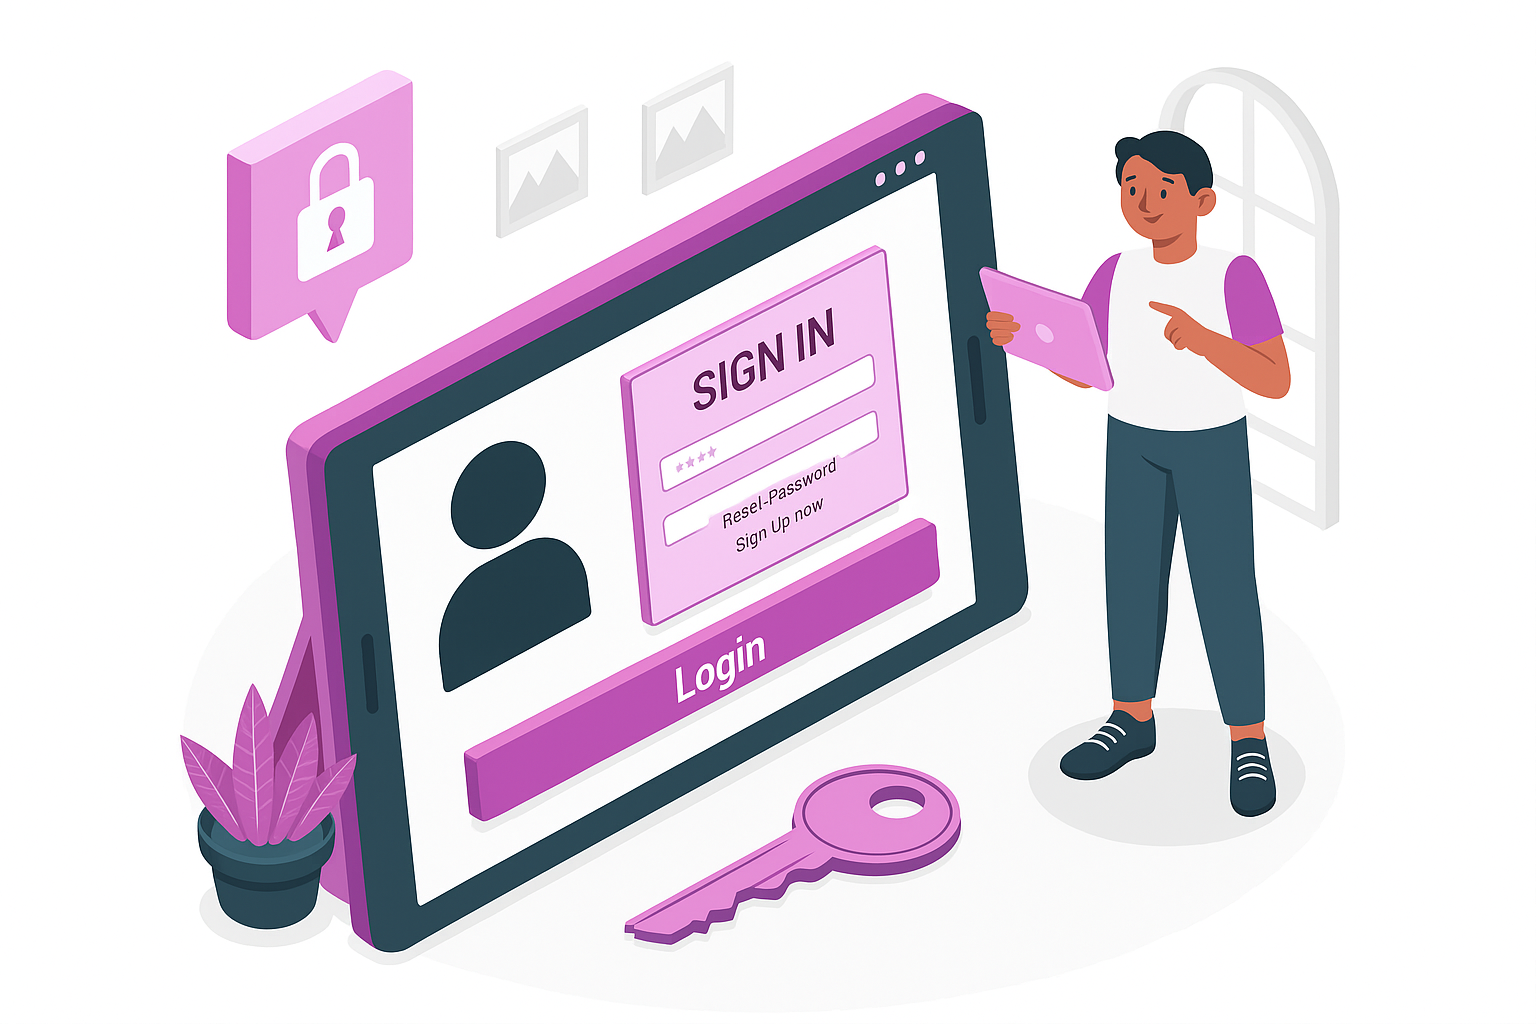 SIGN IN
****
Resel-Password
Sign Up now
Login